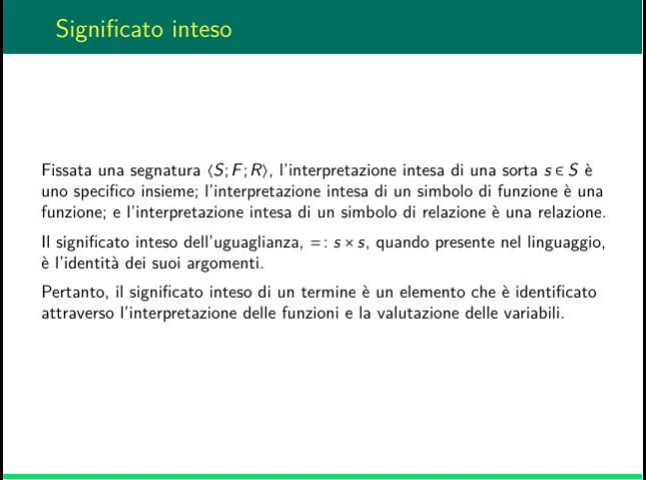 Significato inteso
Fissata una segnatura ⟨S; F; R⟩, l'interpretazione intesa di una sorta s ∈ S è
uno specifico insieme; l'interpretazione intesa di un simbolo di funzione è una
funzione; e l'interpretazione intesa di un simbolo di relazione è una relazione.
Il significato inteso dell'uguaglianza, =: s × s, quando presente nel linguaggio,
è l'identità dei suoi argomenti.
Pertanto, il significato inteso di un termine è un elemento che è identificato
attraverso l'interpretazione delle funzioni e la valutazione delle variabili.